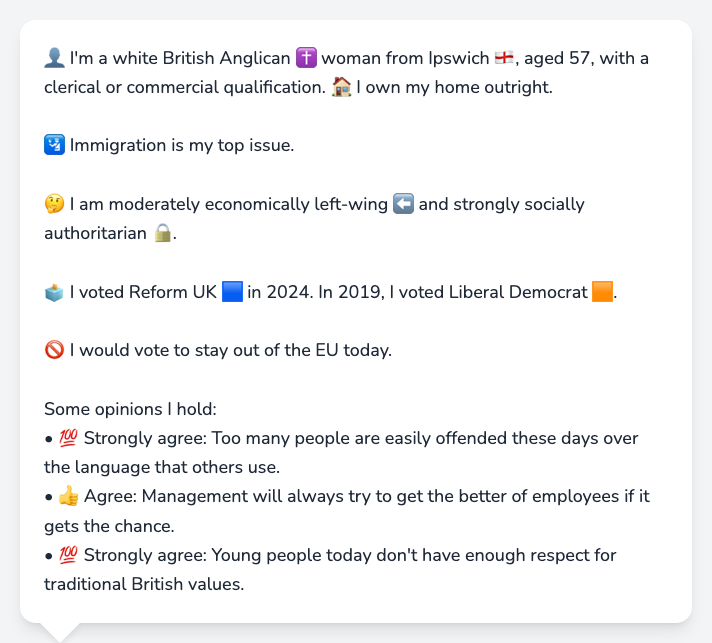 👤 I'm a white British Anglican ✝️ woman from Ipswich 🏴󠁧󠁢󠁥󠁮󠁧󠁿, aged 57, with a
clerical or commercial qualification. 🏠 I own my home outright.
🛂 Immigration is my top issue.
🤔 I am moderately economically left-wing ⬅️ and strongly socially
authoritarian 🔒.
🗳️ I voted Reform UK 🟦 in 2024. In 2019, I voted Liberal Democrat 🟧.
🚫 I would vote to stay out of the EU today.
Some opinions I hold:
• 💯 Strongly agree: Too many people are easily offended these days over
the language that others use.
• 👍 Agree: Management will always try to get the better of employees if it
gets the chance.
• 💯 Strongly agree: Young people today don't have enough respect for
traditional British values.